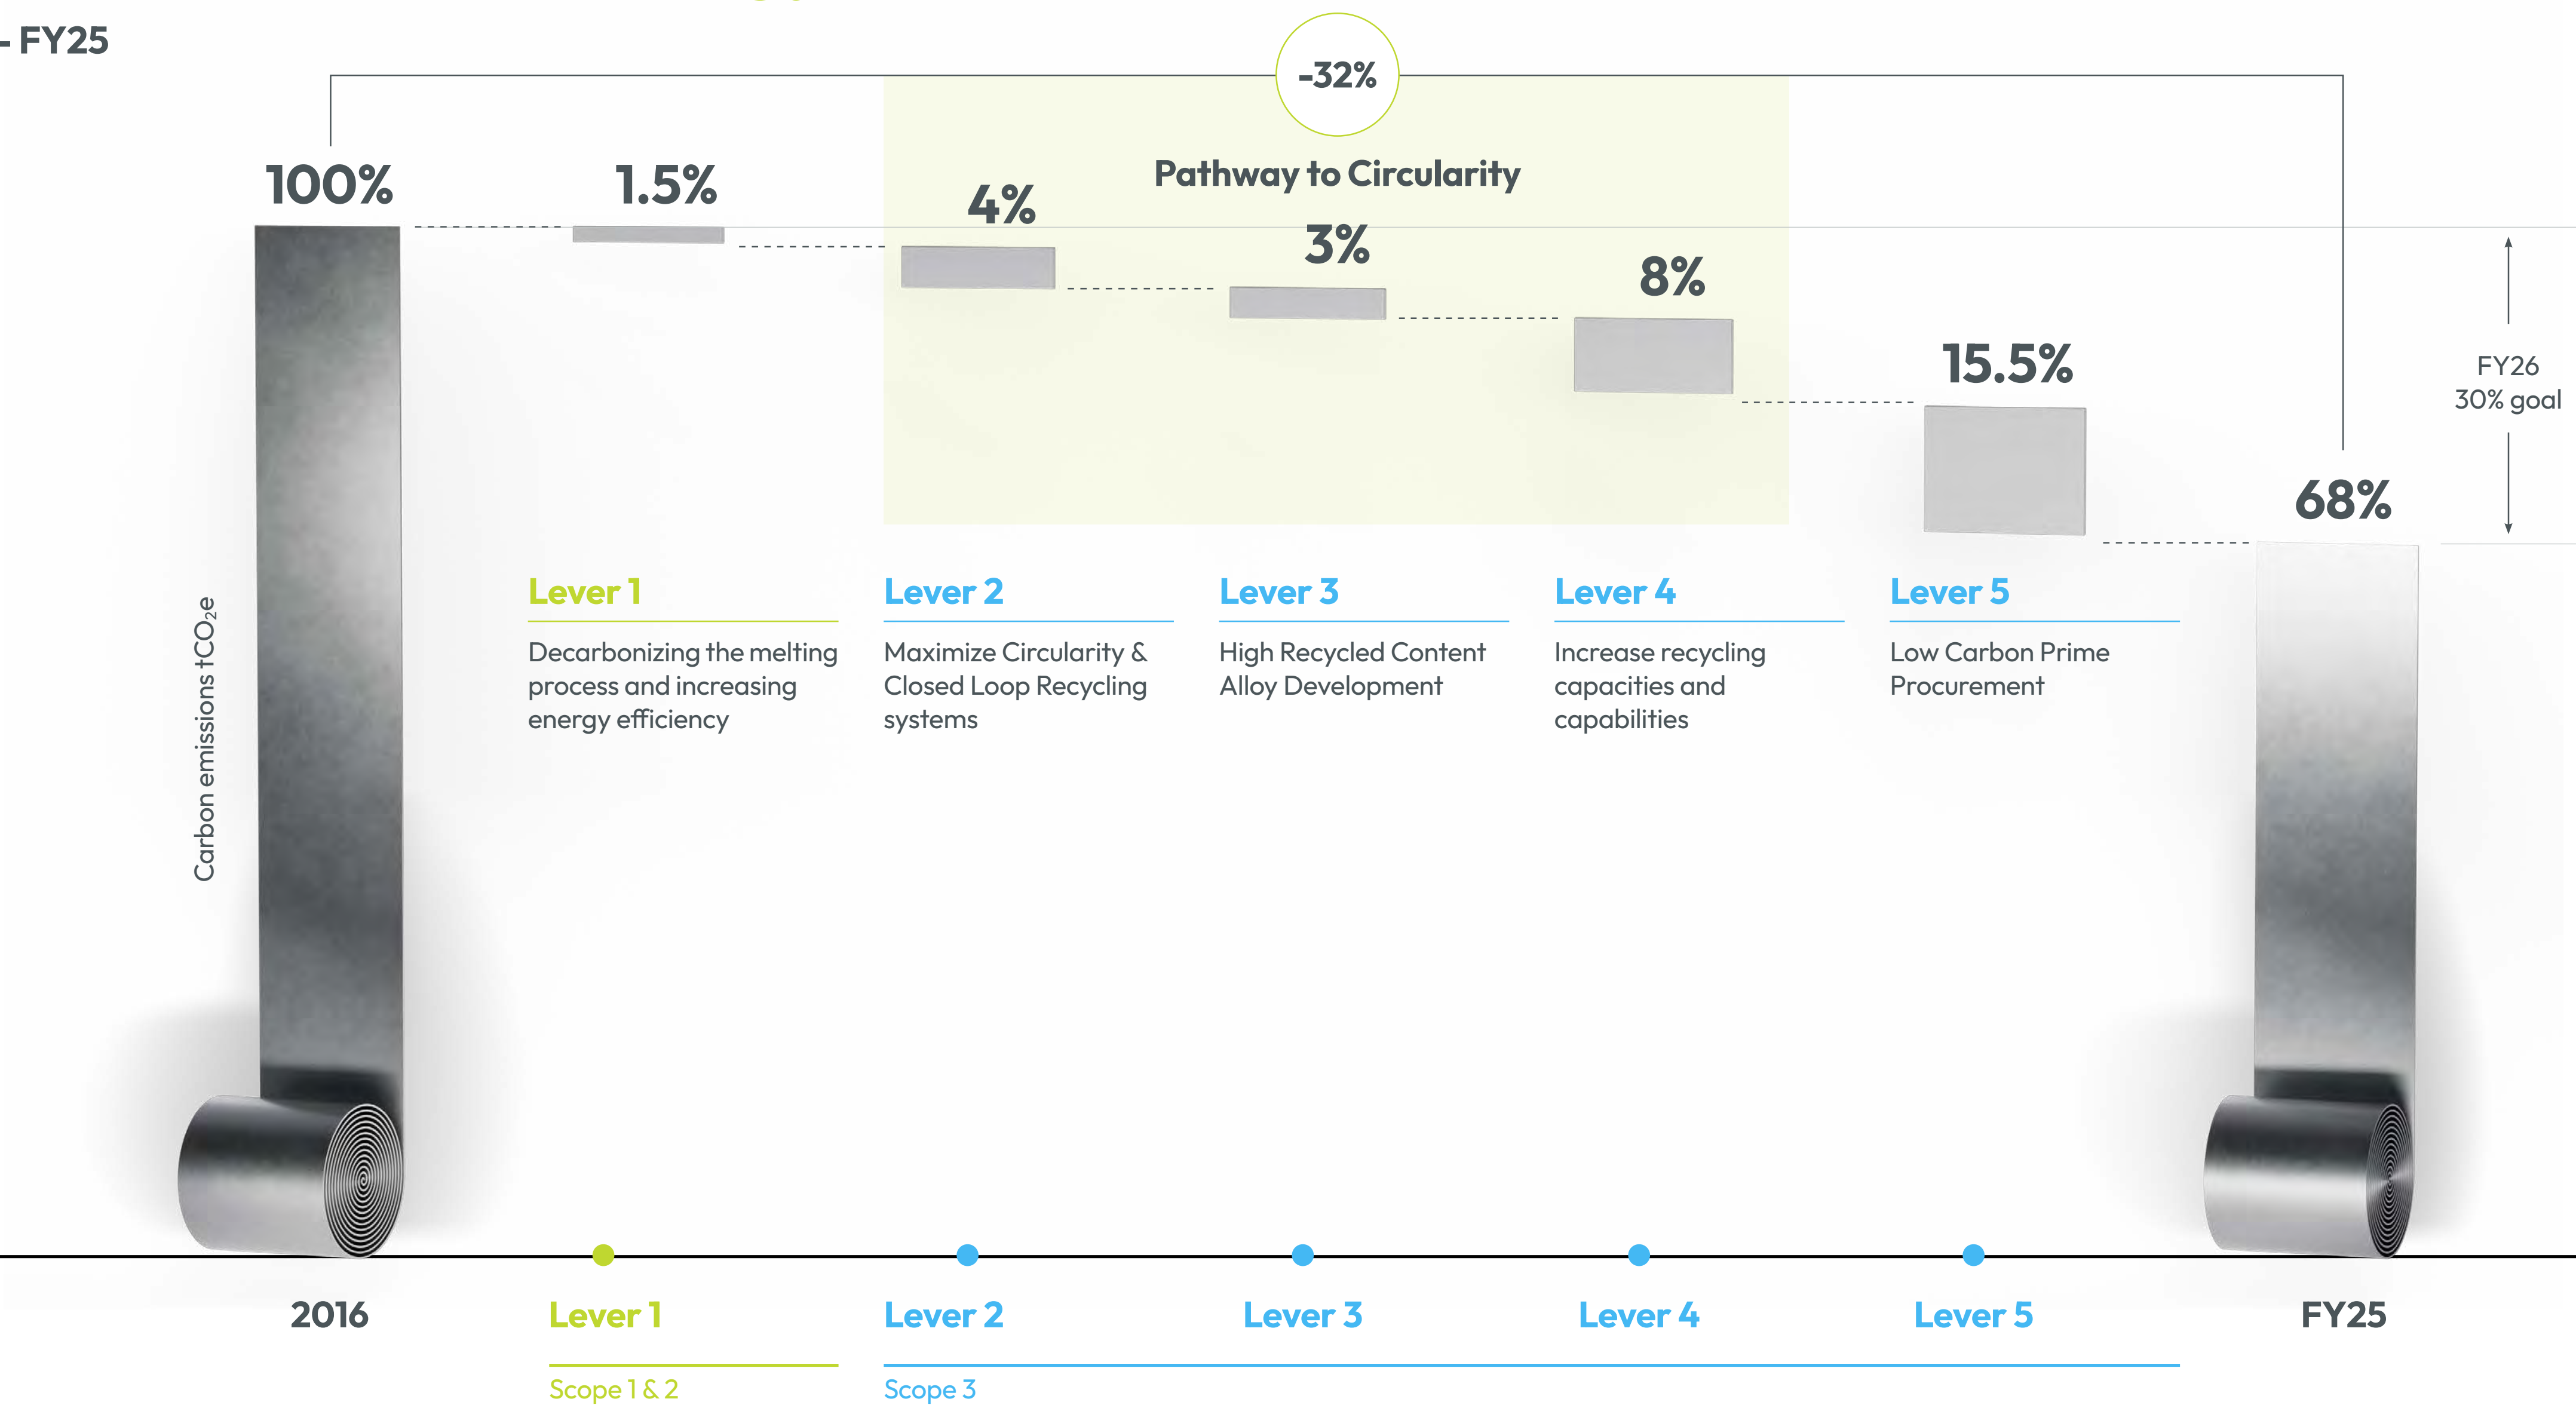 - FY25
-32%
Pathway to Circularity
100%
1.5%
4%
3%
8%
15.5%
68%
FY26
30% goal
Carbon emissions tCO₂e
Lever 1
Decarbonizing the melting
process and increasing
energy efficiency
Lever 2
Maximize Circularity &
Closed Loop Recycling
systems
Lever 3
High Recycled Content
Alloy Development
Lever 4
Increase recycling
capacities and
capabilities
Lever 5
Low Carbon Prime
Procurement
2016
Lever 1
Lever 2
Lever 3
Lever 4
Lever 5
FY25
Scope 1 & 2
Scope 3